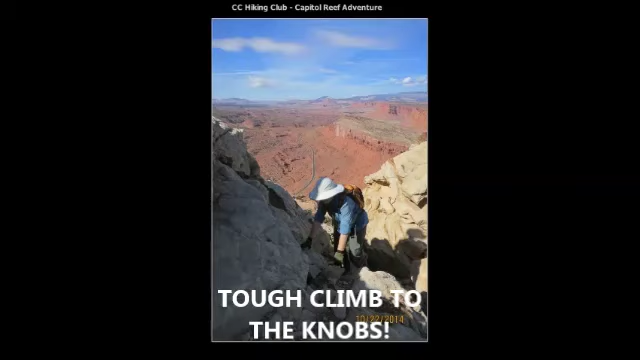 CC Hiking Club - Capitol Reef Adventure
TOUGH CLIMB TO
10/22/2014
THE KNOBS!